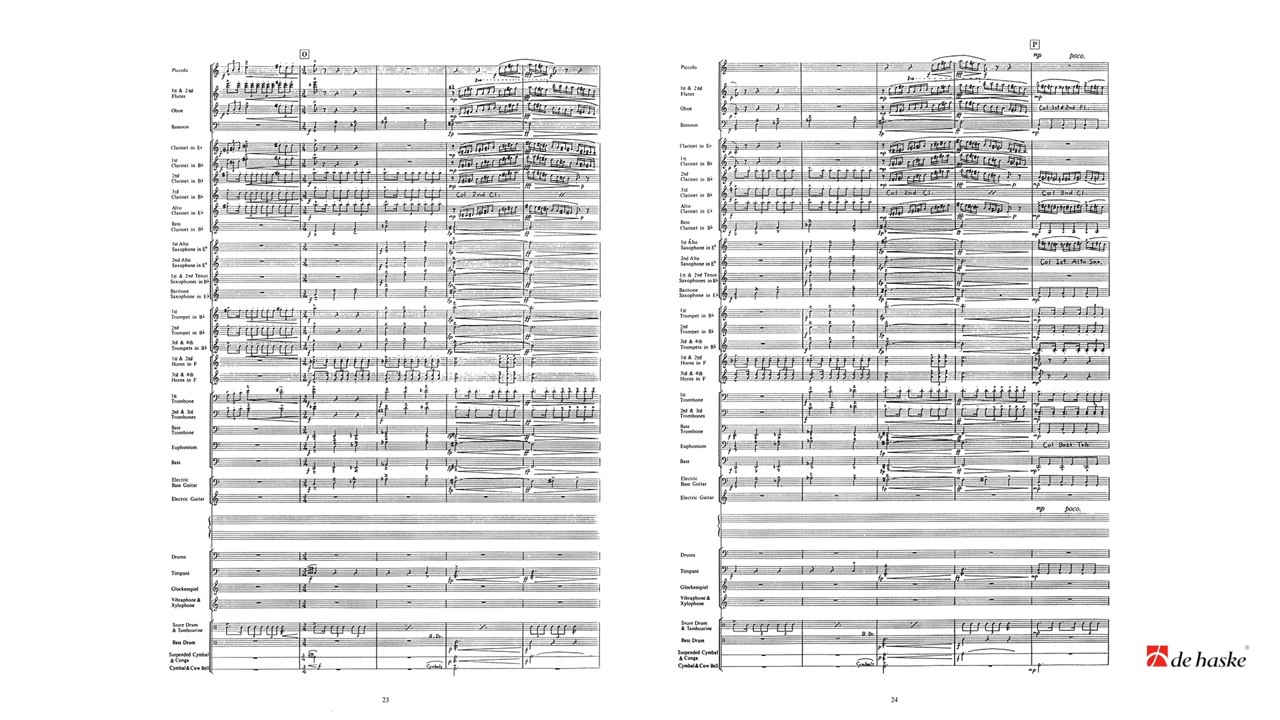 O
Piccolo
1st & 2nd
Flutes
Oboe
Bassoon
Clarinet in E♭
1st
Clarinet in B♭
2nd
Clarinet in B♭
3rd
Clarinet in B♭
Col 2nd Cl.
Alto
Clarinet in E♭
Bass
Clarinet in B♭
1st Alto
Saxophone in E♭
2nd Alto
Saxophone in E♭
1st & 2nd Tenor
Saxophones in B♭
Baritone
Saxophone in E♭
1st
Trumpet in B♭
2nd
Trumpet in B♭
3rd & 4th
Trumpets in B♭
1st & 2nd
Horns in F
3rd & 4th
Horns in F
1st
Trombone
2nd & 3rd
Trombones
Bass
Trombone
Euphonium
Bass
Electric
Bass Guitar
Electric Guitar
Drums
Timpani
Glockenspiel
Vibraphone &
Xylophone
Snare Drum
& Tambourine
Bass Drum
B.Dr.
Suspended Cymbal
& Conga
Cymbal & Cow Bell
Cymbals
23
P
mp poco.
Piccolo
1st & 2nd
Flutes
Oboe
Col 1st & 2nd Fl.
Bassoon
Clarinet in E♭
1st
Clarinet in B♭
2nd
Clarinet in B♭
3rd
Clarinet in B♭
Col 2nd Cl.
Col 2nd Cl.
Alto
Clarinet in E♭
Bass
Clarinet in B♭
1st Alto
Saxophone in E♭
2nd Alto
Saxophone in E♭
Col 1st. Alto Sax.
1st & 2nd Tenor
Saxophones in B♭
Baritone
Saxophone in E♭
1st
Trumpet in B♭
2nd
Trumpet in B♭
3rd & 4th
Trumpets in B♭
1st & 2nd
Horns in F
3rd & 4th
Horns in F
1st
Trombone
2nd & 3rd
Trombones
Bass
Trombone
Euphonium
Col Bass Trb.
Bass
Electric
Bass Guitar
Electric Guitar
mp poco.
Drums
Timpani
Glockenspiel
Vibraphone &
Xylophone
Snare Drum
& Tambourine
Bass Drum
B.Dr.
Suspended Cymbal
& Conga
Cymbal & Cow Bell
Cymbals
24
de haske®